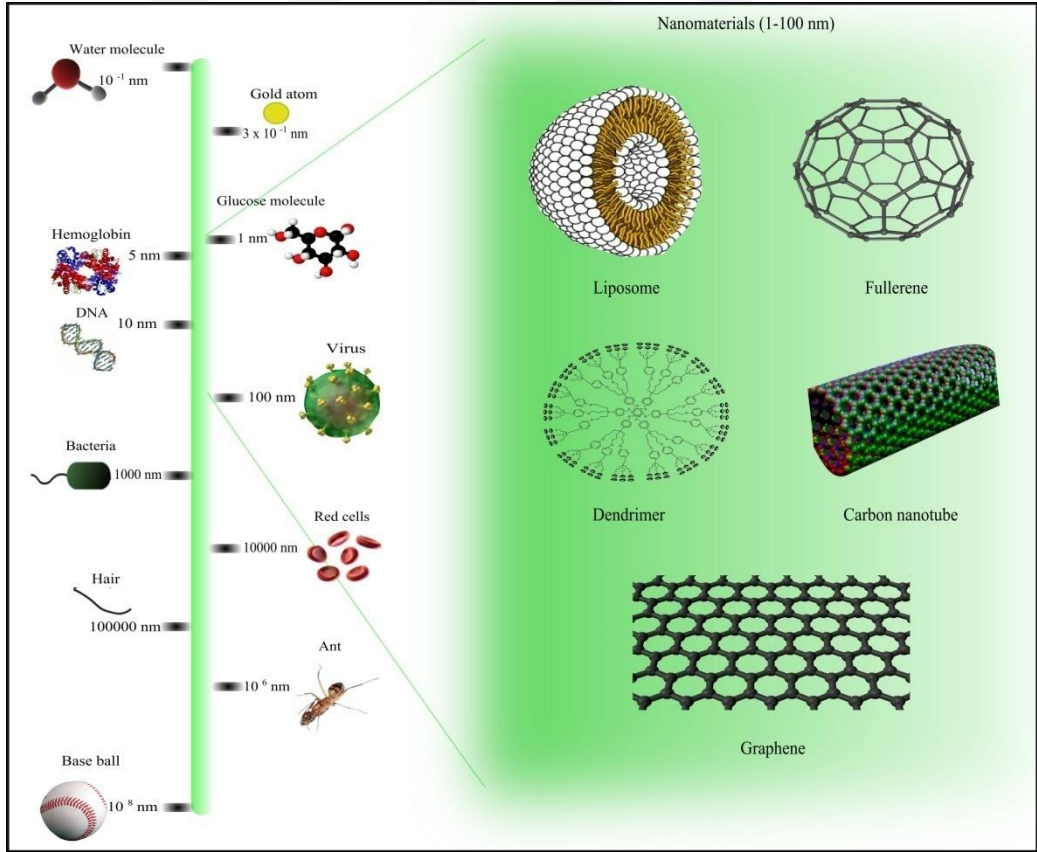 Nanomaterials (1-100 nm)
Water molecule
10 ⁻¹ nm
Gold atom
3 x 10 ⁻¹ nm
Glucose molecule
1 nm
Hemoglobin
5 nm
DNA
10 nm
Virus
100 nm
Bacteria
1000 nm
Red cells
10000 nm
Hair
100000 nm
Ant
10 ⁶ nm
Base ball
10 ⁸ nm
Liposome
Fullerene
Dendrimer
Carbon nanotube
Graphene